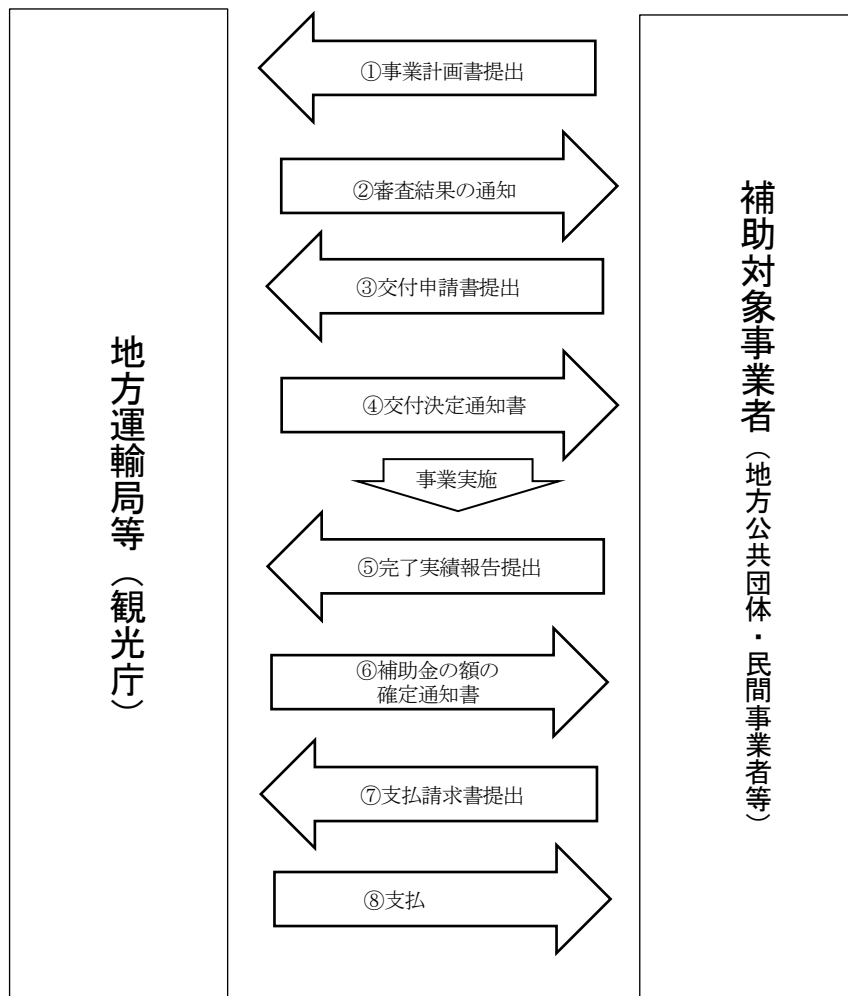 地方運輸局等（観光庁）
①事業計画書提出
②審査結果の通知
③交付申請書提出
④交付決定通知書
事業実施
⑤完了実績報告提出
⑥補助金の額の
確定通知書
⑦支払請求書提出
⑧支払
補助対象事業者（地方公共団体・民間事業者等）